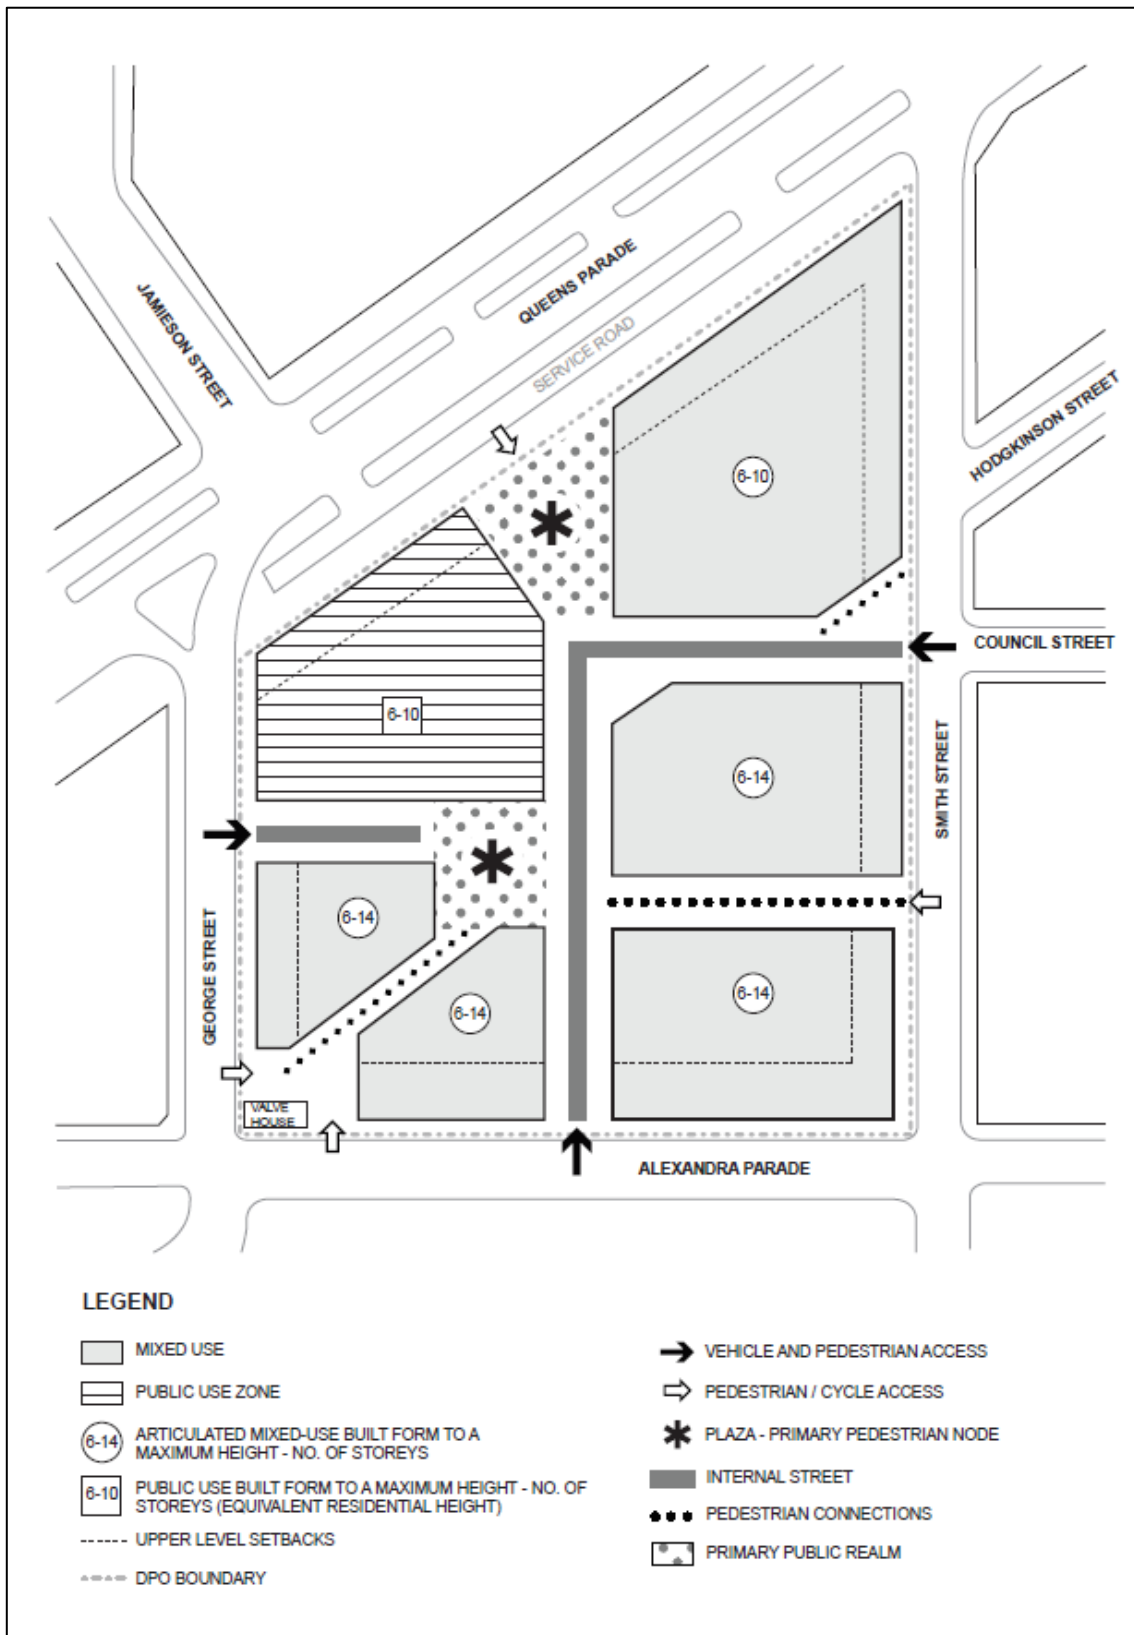 JAMIESON STREET
QUEENS PARADE
SERVICE ROAD
HODGKINSON STREET
6-10
COUNCIL STREET
6-10
6-14
SMITH STREET
6-14
GEORGE STREET
6-14
6-14
VALVE
HOUSE
ALEXANDRA PARADE
LEGEND
MIXED USE
PUBLIC USE ZONE
6-14
ARTICULATED MIXED-USE BUILT FORM TO A
MAXIMUM HEIGHT - NO. OF STOREYS
6-10
PUBLIC USE BUILT FORM TO A MAXIMUM HEIGHT - NO. OF
STOREYS (EQUIVALENT RESIDENTIAL HEIGHT)
UPPER LEVEL SETBACKS
DPO BOUNDARY
VEHICLE AND PEDESTRIAN ACCESS
PEDESTRIAN / CYCLE ACCESS
PLAZA - PRIMARY PEDESTRIAN NODE
INTERNAL STREET
PEDESTRIAN CONNECTIONS
PRIMARY PUBLIC REALM